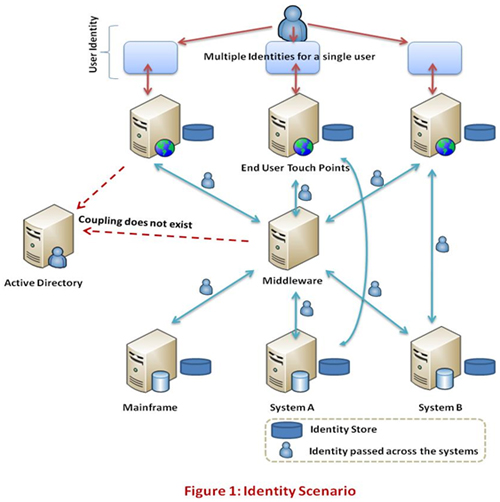 User Identity
Multiple Identities for a single user
End User Touch Points
Coupling does not exist
Active Directory
Middleware
Mainframe
System A
System B
Identity Store
Identity passed across the systems
Figure 1: Identity Scenario